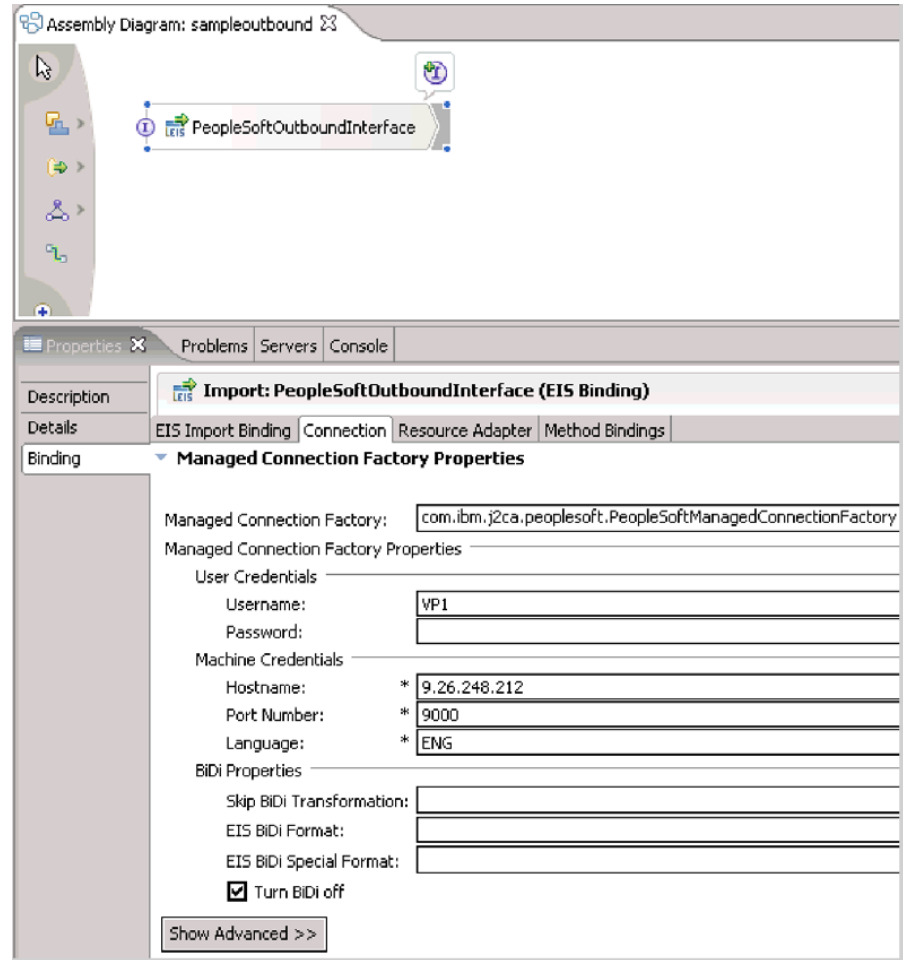 Assembly Diagram: sampleoutbound
I
I EIS PeopleSoftOutboundInterface
Properties Problems Servers Console
Description
Details
Binding
EIS Import: PeopleSoftOutboundInterface (EIS Binding)
EIS Import Binding Connection Resource Adapter Method Bindings
Managed Connection Factory Properties
Managed Connection Factory: com.ibm.j2ca.peoplesoft.PeopleSoftManagedConnectionFactory
Managed Connection Factory Properties
User Credentials
Username: VP1
Password:
Machine Credentials
Hostname: * 9.26.248.212
Port Number: * 9000
Language: * ENG
BiDi Properties
Skip BiDi Transformation:
EIS BiDi Format:
EIS BiDi Special Format:
Turn BiDi off
Show Advanced >>